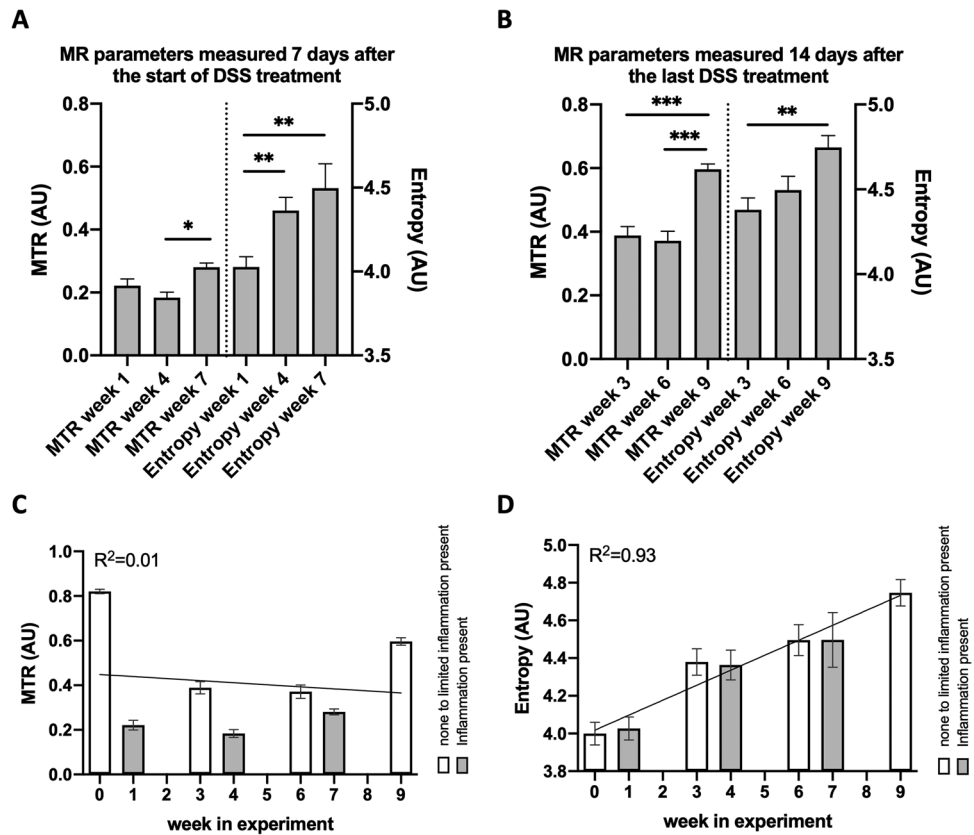 A
MR parameters measured 7 days after
the start of DSS treatment
MTR (AU)
0.8
0.6
0.4
0.2
0.0
*
**
**
5.0
4.5
4.0
3.5
Entropy (AU)
MTR week 1
MTR week 4
MTR week 7
Entropy week 1
Entropy week 4
Entropy week 7
B
MR parameters measured 14 days after
the last DSS treatment
MTR (AU)
0.8
0.6
0.4
0.2
0.0
***
***
**
5.0
4.5
4.0
3.5
Entropy (AU)
MTR week 3
MTR week 6
MTR week 9
Entropy week 3
Entropy week 6
Entropy week 9
C
R²=0.01
MTR (AU)
1.0
0.8
0.6
0.4
0.2
0.0
0 1 2 3 4 5 6 7 8 9
week in experiment
none to limited inflammation present
Inflammation present
D
R²=0.93
Entropy (AU)
5.0
4.8
4.6
4.4
4.2
4.0
3.8
0 1 2 3 4 5 6 7 8 9
week in experiment
none to limited inflammation present
Inflammation present